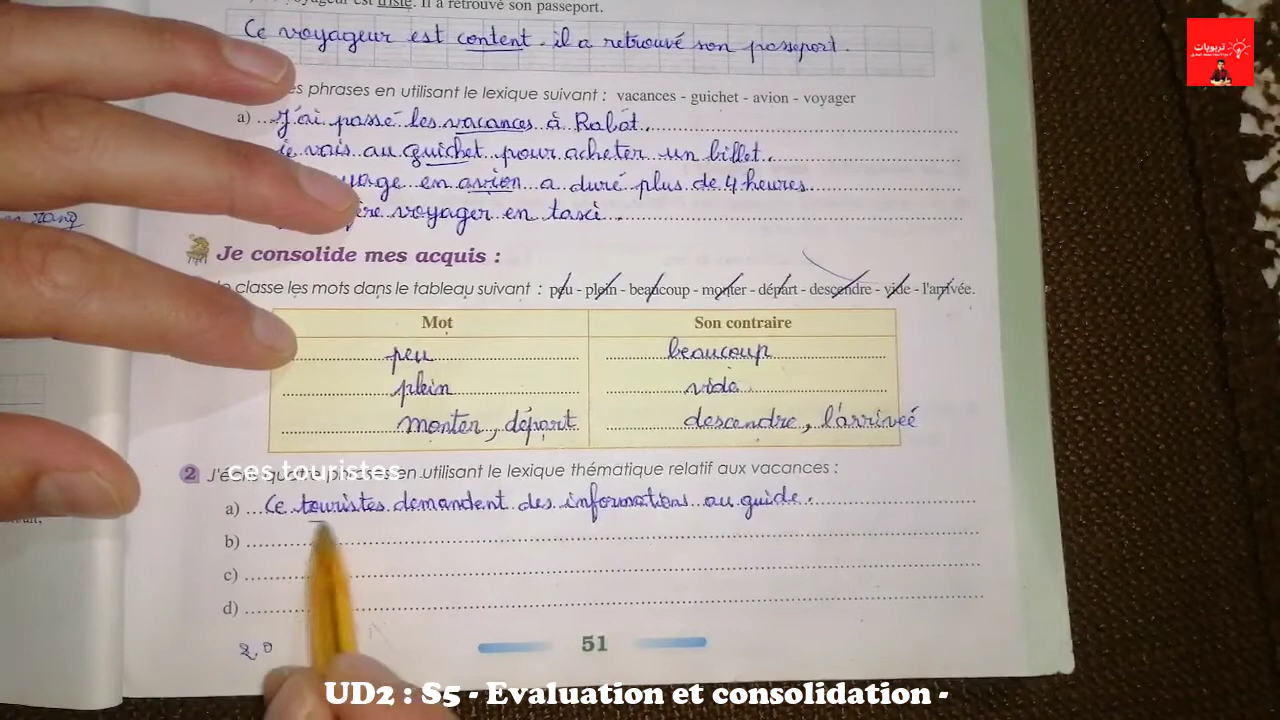 est triste. Il a retrouvé son passeport.
Ce voyageur est content. il a retrouvé son passeport.
تربويات
es phrases en utilisant le lexique suivant : vacances - guichet - avion - voyager
a) J'ai passé les vacances à Rabat.
je vais au guichet pour acheter un billet.
en avion a duré plus de 4 heures.
voyager en taxi.
Je consolide mes acquis :
classe les mots dans le tableau suivant : peu - plein - beaucoup - monter - départ - descendre - vide - l'arrivée.
Mot Son contraire
peu beaucoup
plein vide
monter, départ descendre, l'arriveé
2 J'écris quatre phrases en utilisant le lexique thématique relatif aux vacances :
ces touristes
a) Ce touristes demandent des informations au guide.
b)
c)
d)
51
UD2 : S5 - Evaluation et consolidation -